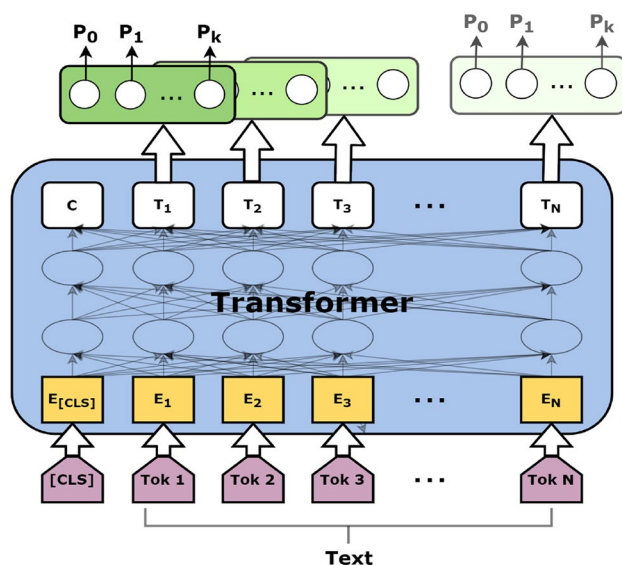 P0 P1 Pk P0 P1 Pk
... ... ... ...
C T1 T2 T3 ... TN
Transformer
E[CLS] E1 E2 E3 ... EN
[CLS] Tok 1 Tok 2 Tok 3 ... Tok N
Text